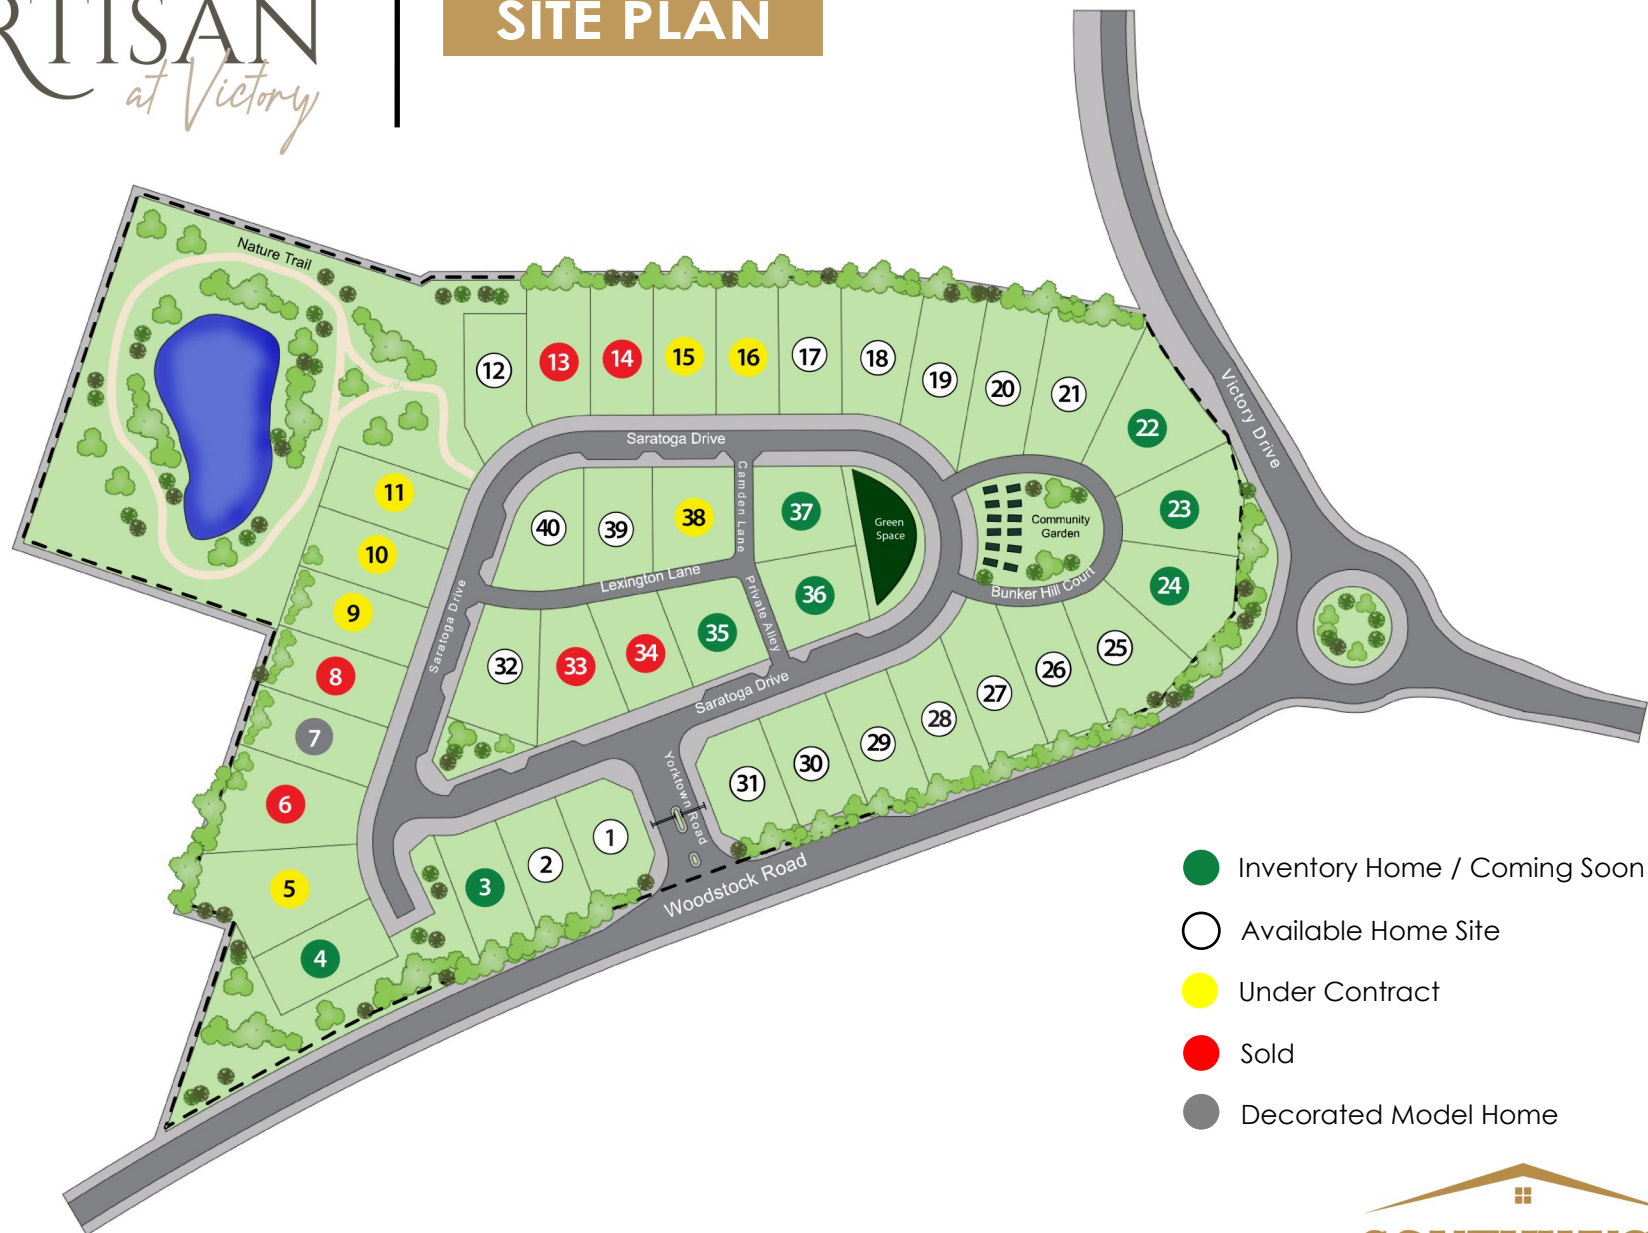 RTISAN
at Victory
SITE PLAN
Nature Trail
12
13
14
15
16
17
18
19
20
21
22
23
24
Victory Drive
Saratoga Drive
Camden Lane
11
10
9
8
7
6
5
4
40
39
38
37
Green
Space
Community
Garden
Lexington Lane
Private Alley
36
Bunker Hill Court
Saratoga Drive
32
33
34
35
Saratoga Drive
25
26
27
28
29
30
31
Yorktown Road
1
2
3
Woodstock Road
Inventory Home / Coming Soon
Available Home Site
Under Contract
Sold
Decorated Model Home